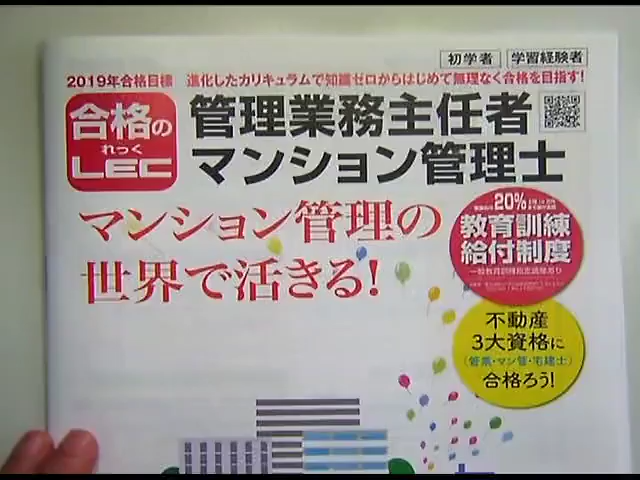 初学者 学習経験者
2019年合格目標 進化したカリキュラムで知識ゼロからはじめて無理なく合格を目指す!
合格の
れっく
LEC
管理業務主任者
マンション管理士
マンション管理の
世界で活きる!
20%
教育訓練
給付制度
不動産
3大資格に
(管業・マン管・宅建士)
合格ろう!